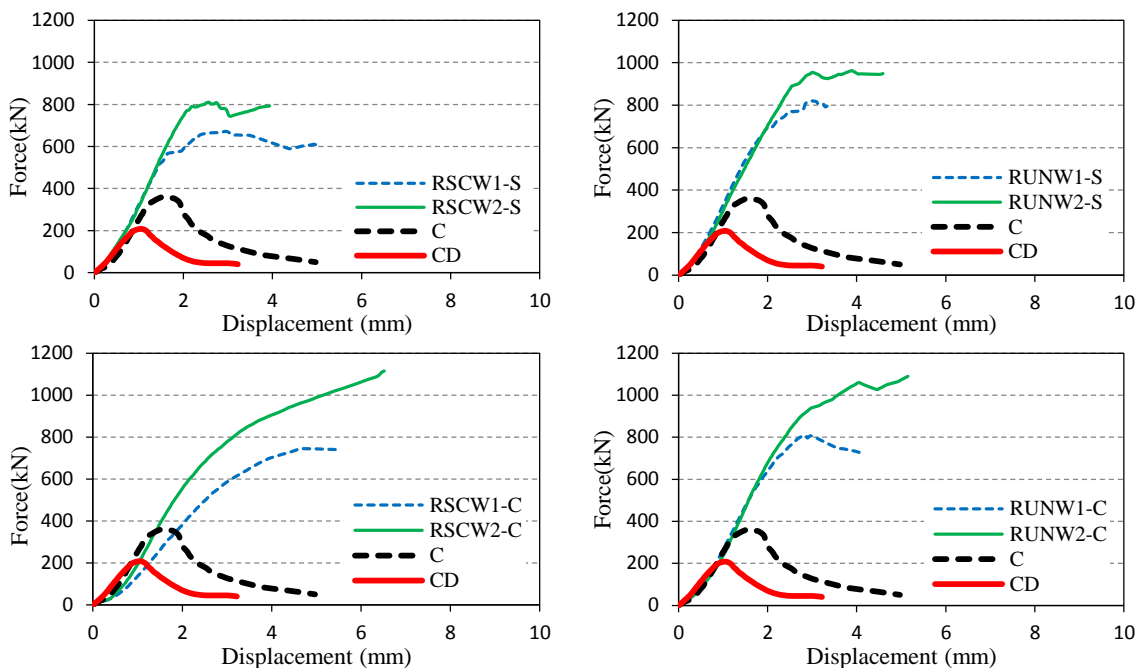 1200
1000
800
600
400
200
0
Force(kN)
RSCW1-S
RSCW2-S
C
CD
0 2 4 6 8 10
Displacement (mm)
1200
1000
800
600
400
200
0
Force(kN)
RUNW1-S
RUNW2-S
C
CD
0 2 4 6 8 10
Displacement (mm)
1200
1000
800
600
400
200
0
Force(kN)
RSCW1-C
RSCW2-C
C
CD
0 2 4 6 8 10
Displacement (mm)
1200
1000
800
600
400
200
0
Force(kN)
RUNW1-C
RUNW2-C
C
CD
0 2 4 6 8 10
Displacement (mm)